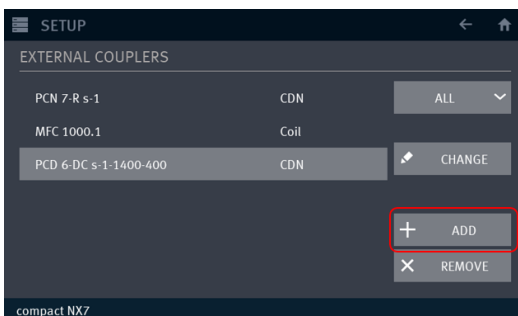 SETUP
EXTERNAL COUPLERS
PCN 7-R s-1 CDN ALL
MFC 1000.1 Coil
PCD 6-DC s-1-1400-400 CDN CHANGE
ADD
REMOVE
compact NX7